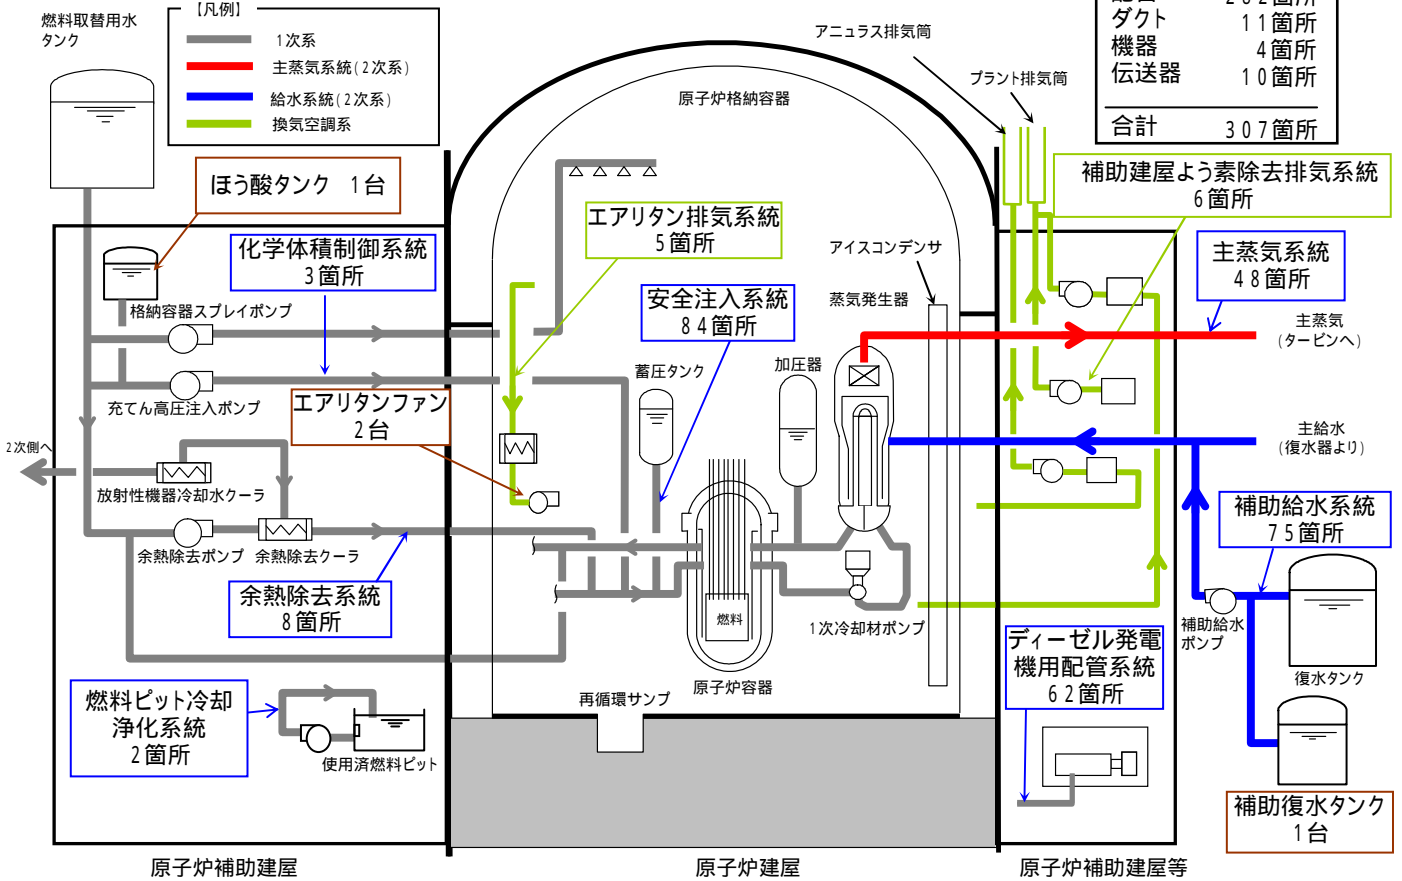 燃料取替用水
タンク
【凡例】
1次系
主蒸気系統(2次系)
給水系統(2次系)
換気空調系
アニュラス排気筒
プラント排気筒
原子炉格納容器
ダクト 11箇所
機器 4箇所
伝送器 10箇所
合計 307箇所
ほう酸タンク 1台
化学体積制御系統
3箇所
エアリタン排気系統
5箇所
補助建屋よう素除去排気系統
6箇所
アイスコンデンサ
主蒸気系統
48箇所
格納容器スプレイポンプ
安全注入系統
84箇所
蒸気発生器
主蒸気
(タービンへ)
蓄圧タンク
加圧器
充てん高圧注入ポンプ
エアリタンファン
2台
2次側へ
主給水
(復水器より)
放射性機器冷却水クーラ
補助給水系統
75箇所
余熱除去ポンプ
余熱除去クーラ
余熱除去系統
8箇所
燃料
1次冷却材ポンプ
補助給水
ポンプ
ディーゼル発電
機用配管系統
62箇所
復水タンク
原子炉容器
再循環サンプ
燃料ピット冷却
浄化系統
2箇所
使用済燃料ピット
補助復水タンク
1台
原子炉補助建屋
原子炉建屋
原子炉補助建屋等